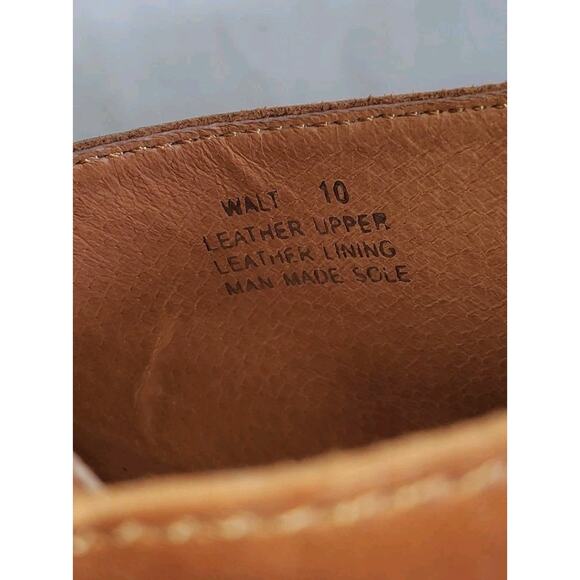 WALT 10
LEATHER UPPER
LEATHER LINING
MAN MADE SOLE